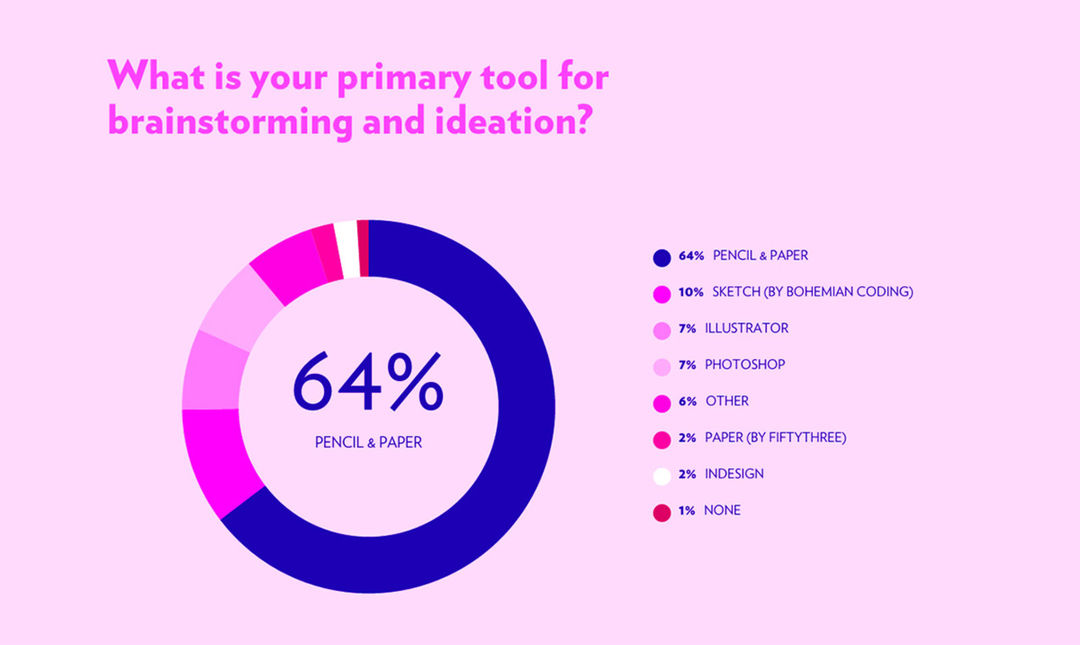 What is your primary tool for
brainstorming and ideation?
64%
PENCIL & PAPER
64% PENCIL & PAPER
10% SKETCH (BY BOHEMIAN CODING)
7% ILLUSTRATOR
7% PHOTOSHOP
6% OTHER
2% PAPER (BY FIFTYTHREE)
2% INDESIGN
1% NONE